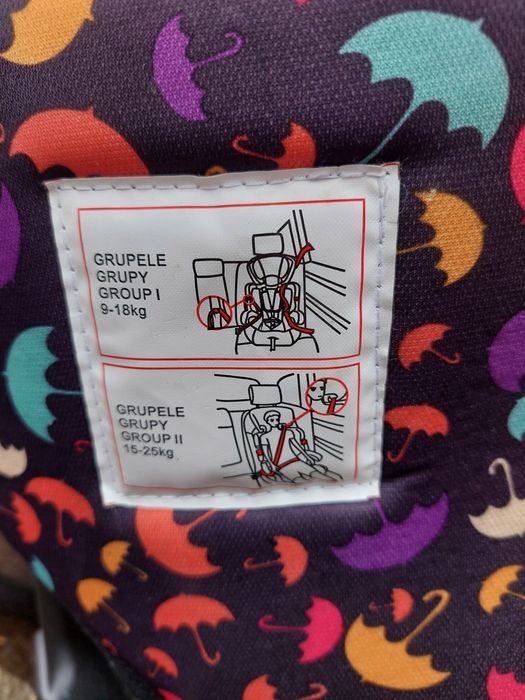 GRUPELE
GRUPY
GROUP I
9-18kg
GRUPELE
GRUPY
GROUP II
15-25kg